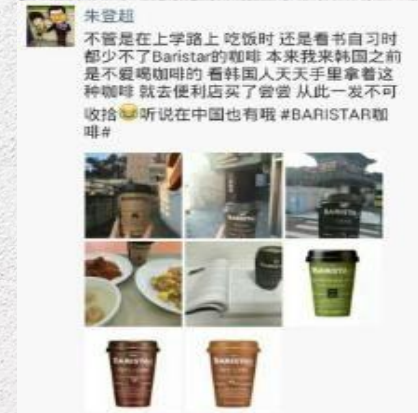 朱登超
不管是在上学路上 吃饭时 还是看书自习时
都少不了Baristar的咖啡 本来我来韩国之前
是不爱喝咖啡的 看韩国人天天手里拿着这
种咖啡 就去便利店买了尝尝 从此一发不可
收拾😂听说在中国也有哦 #BARISTAR咖
啡#
BARISTAR
BARISTAR
BARISTAR
BARISTAR
BARISTAR